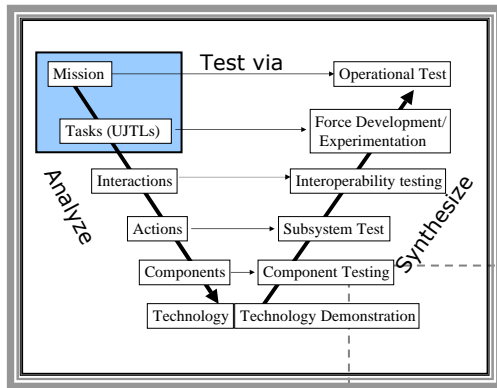 Mission
Test via
Operational Test
Tasks (UJTLs)
Force Development/
Experimentation
Analyze
Interactions
Interoperability testing
Synthesize
Actions
Subsystem Test
Components
Component Testing
Technology
Technology Demonstration